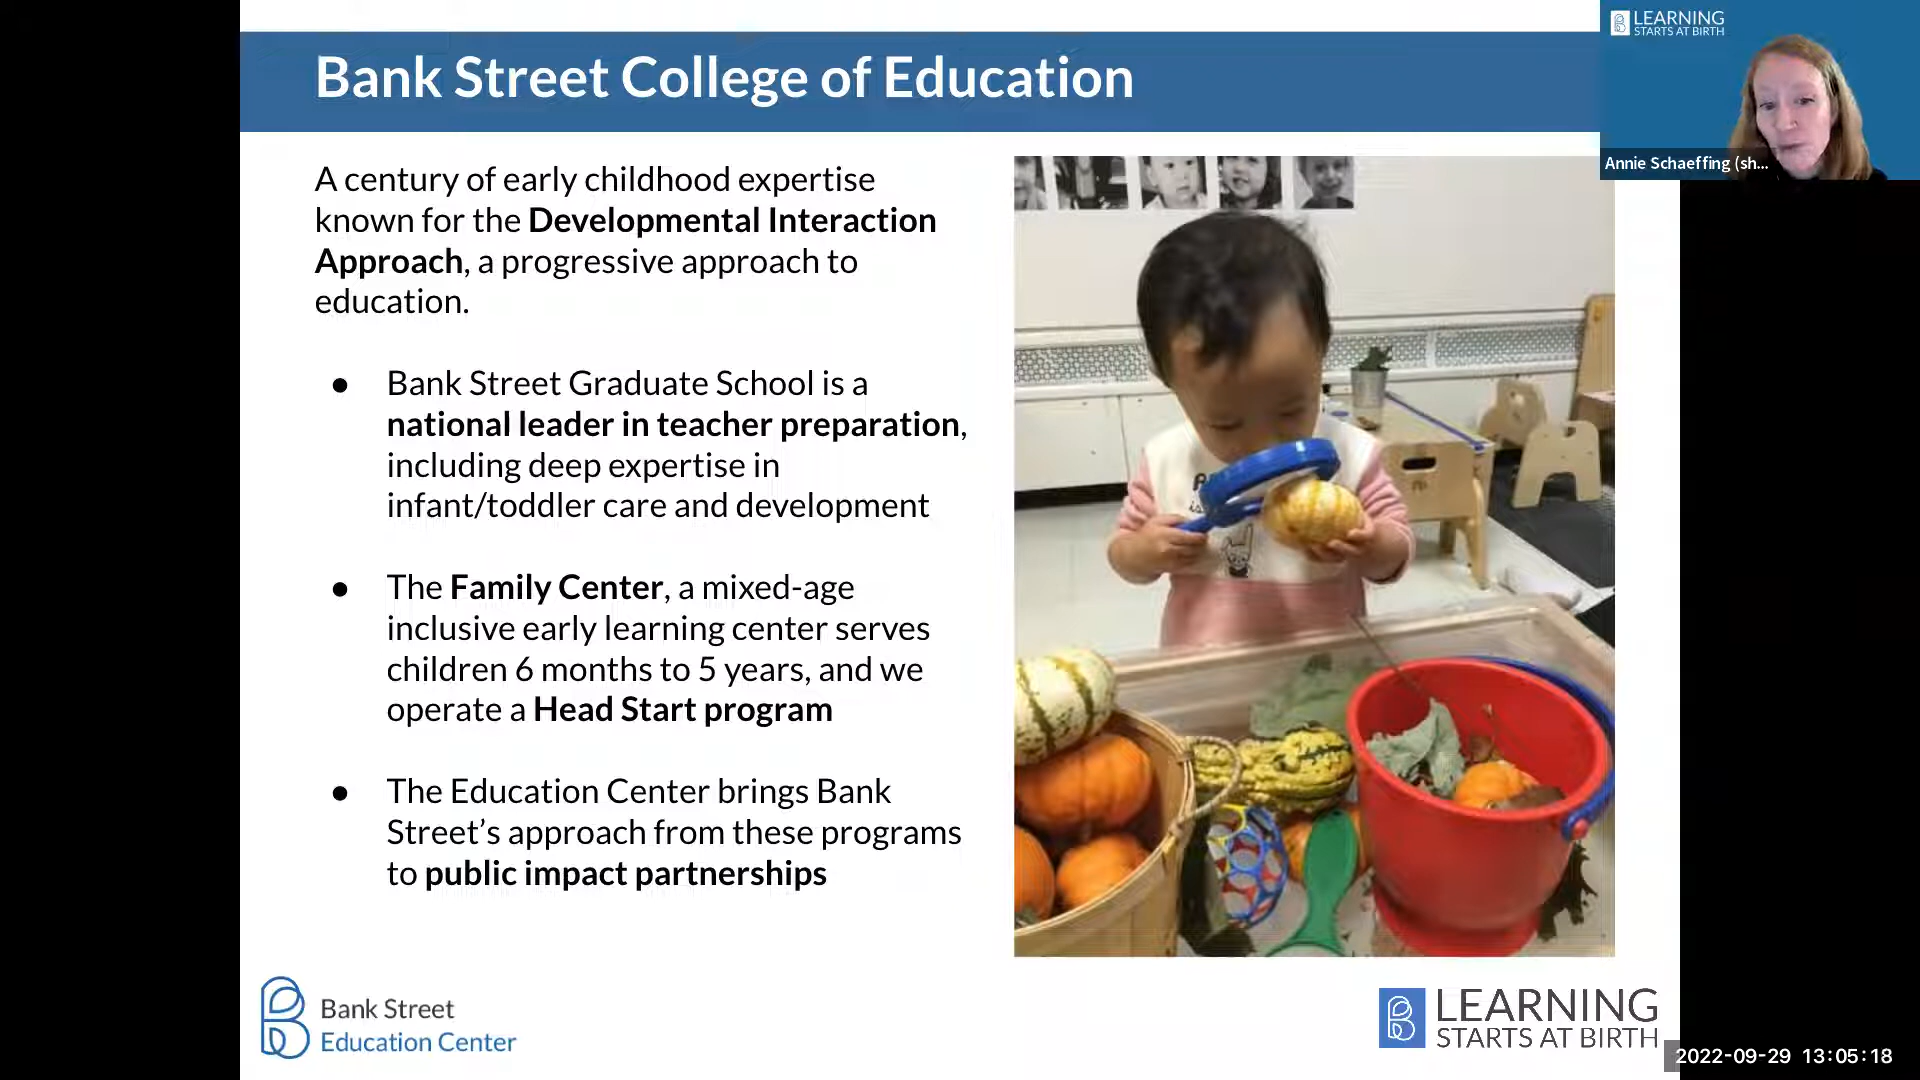 Bank Street College of Education
A century of early childhood expertise
known for the Developmental Interaction
Approach, a progressive approach to
education.
● Bank Street Graduate School is a
national leader in teacher preparation,
including deep expertise in
infant/toddler care and development
● The Family Center, a mixed-age
inclusive early learning center serves
children 6 months to 5 years, and we
operate a Head Start program
● The Education Center brings Bank
Street’s approach from these programs
to public impact partnerships
Bank Street
Education Center
LEARNING
STARTS AT BIRTH
LEARNING
STARTS AT BIRTH
Annie Schaeffing (sh...
2022-09-29 13:05:18